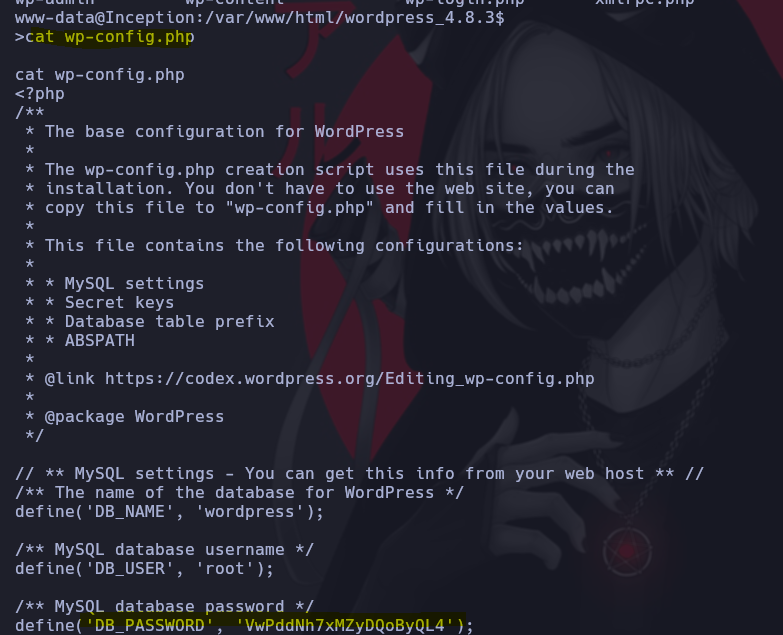 wp-admin wp-content wp-login.php xmlrpc.php
www-data@Inception:/var/www/html/wordpress_4.8.3$
>cat wp-config.php
cat wp-config.php
<?php
/**
 * The base configuration for WordPress
 *
 * The wp-config.php creation script uses this file during the
 * installation. You don't have to use the web site, you can
 * copy this file to "wp-config.php" and fill in the values.
 *
 * This file contains the following configurations:
 *
 * * MySQL settings
 * * Secret keys
 * * Database table prefix
 * * ABSPATH
 *
 * @link https://codex.wordpress.org/Editing_wp-config.php
 *
 * @package WordPress
 */
// ** MySQL settings - You can get this info from your web host ** //
/** The name of the database for WordPress */
define('DB_NAME', 'wordpress');
/** MySQL database username */
define('DB_USER', 'root');
/** MySQL database password */
define('DB_PASSWORD', 'VwPddNh7xMZyDQoByQL4');